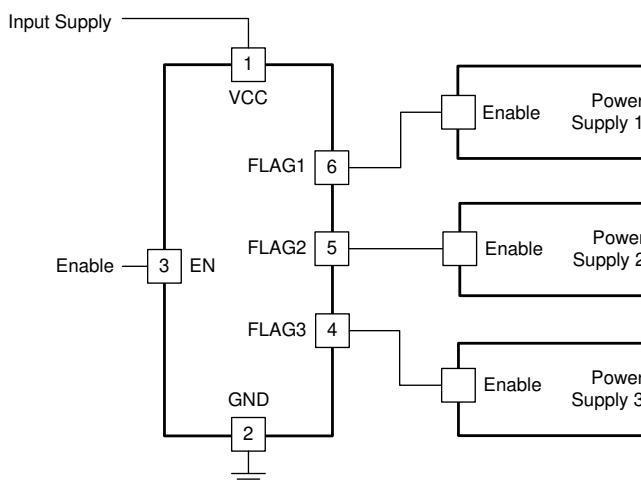 Input Supply
1
VCC
Enable
Power
Supply 1
FLAG1
6
Enable
3
EN
FLAG2
5
Enable
Power
Supply 2
FLAG3
4
Enable
Power
Supply 3
GND
2